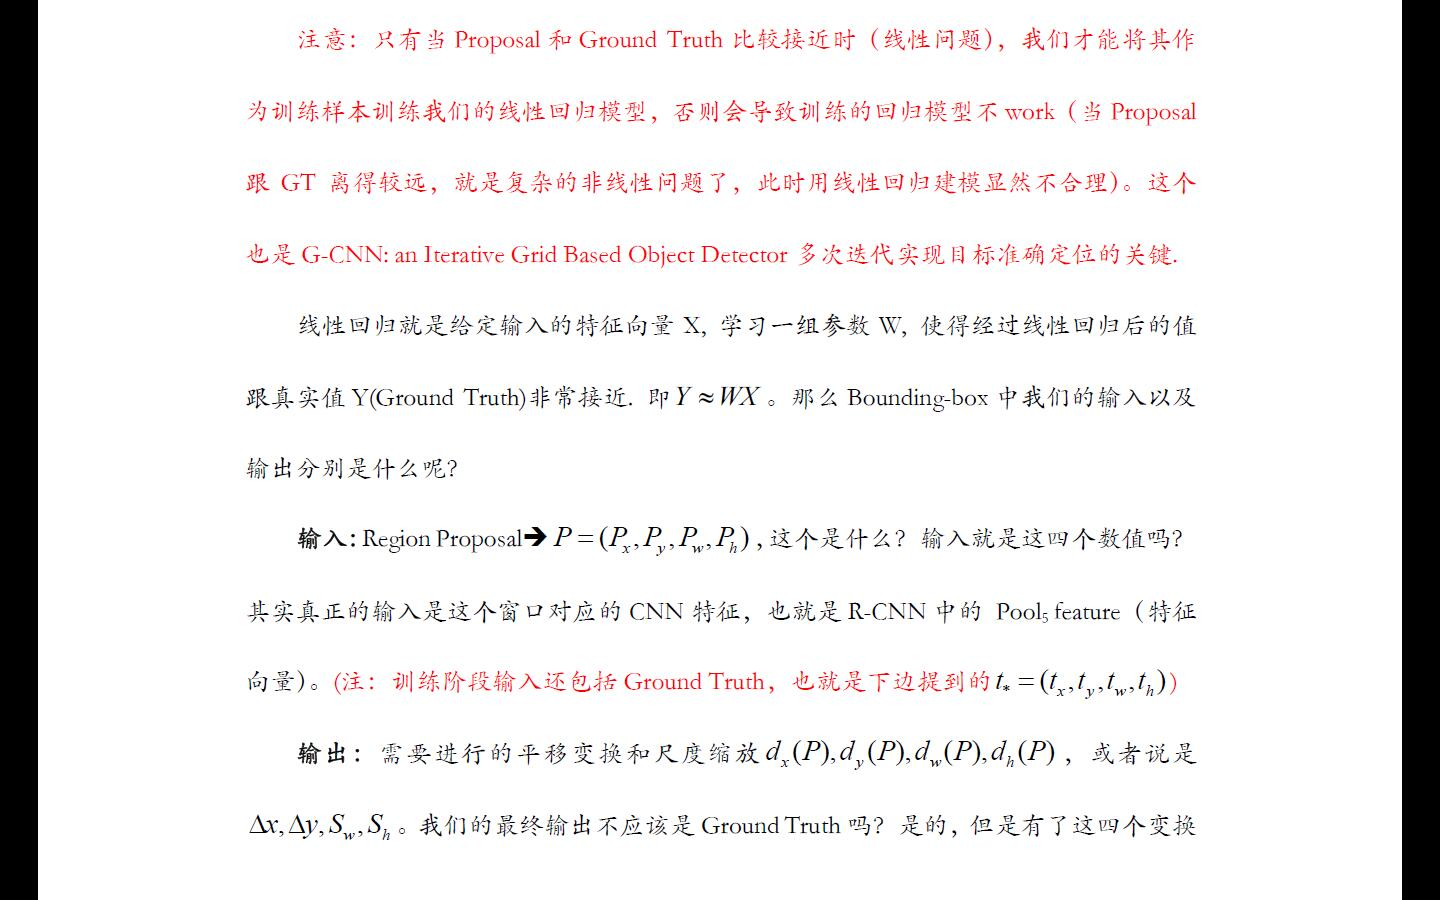 注意：只有当 Proposal 和 Ground Truth 比较接近时（线性问题），我们才能将其作
为训练样本训练我们的线性回归模型，否则会导致训练的回归模型不 work（当 Proposal
跟 GT 离得较远，就是复杂的非线性问题了，此时用线性回归建模显然不合理）。这个
也是 G-CNN: an Iterative Grid Based Object Detector 多次迭代实现目标准确定位的关键.
线性回归就是给定输入的特征向量 X, 学习一组参数 W, 使得经过线性回归后的值
跟真实值 Y(Ground Truth)非常接近. 即 Y ≈ WX 。那么 Bounding-box 中我们的输入以及
输出分别是什么呢？
输入: Region Proposal➔ P = (Pₓ, P_y, P_w, P_h) , 这个是什么？输入就是这四个数值吗？
其实真正的输入是这个窗口对应的 CNN 特征，也就是 R-CNN 中的 Pool₅ feature（特征
向量）。(注：训练阶段输入还包括 Ground Truth，也就是下边提到的 t_* = (tₓ, t_y, t_w, t_h))
输出：需要进行的平移变换和尺度缩放 dₓ(P), d_y(P), d_w(P), d_h(P) ，或者说是
Δx, Δy, S_w, S_h 。我们的最终输出不应该是 Ground Truth 吗？是的，但是有了这四个变换